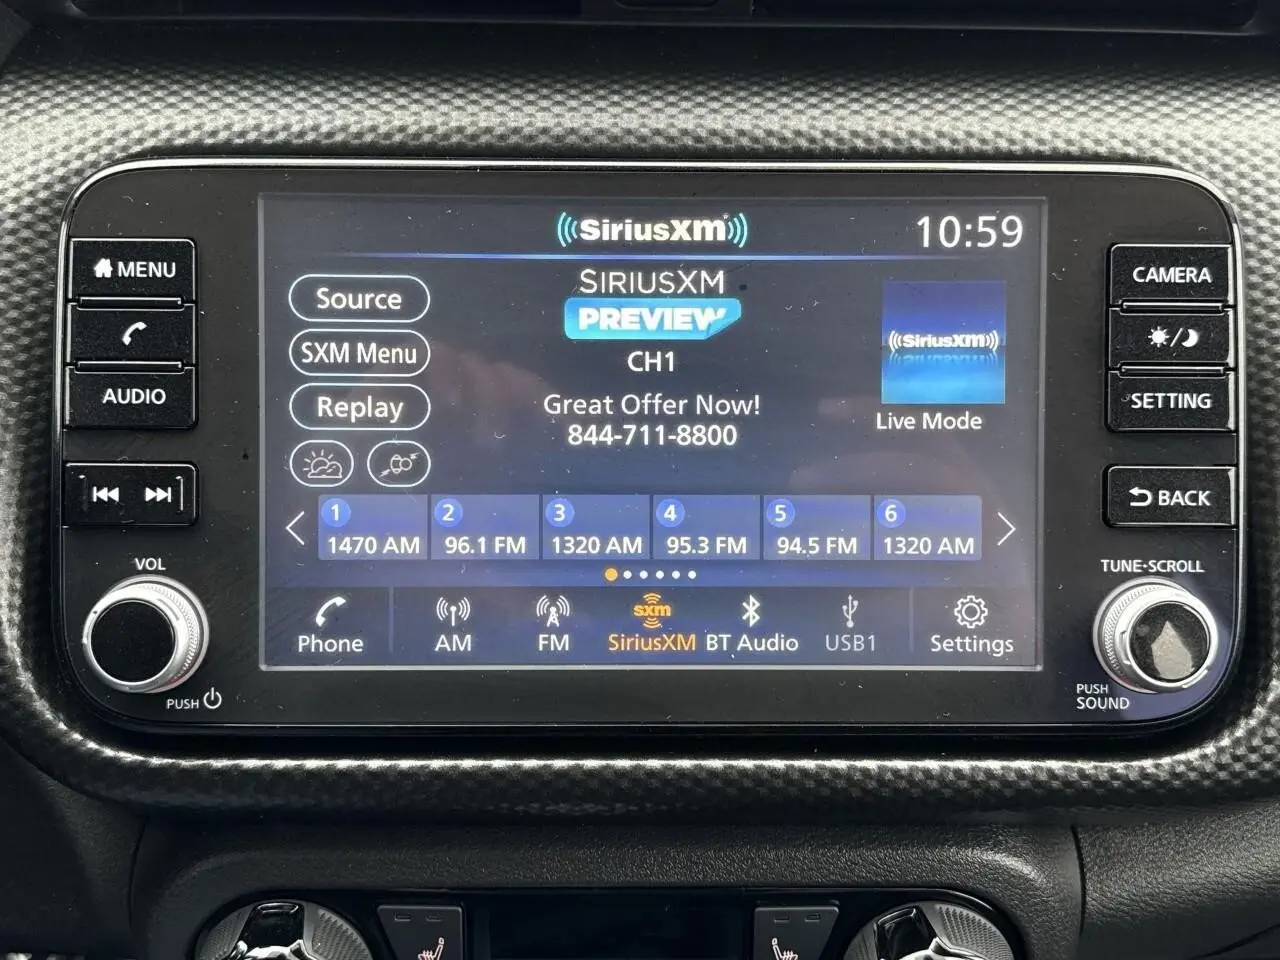 SiriusXM
10:59
MENU
AUDIO
VOL
PUSH
Source
SXM Menu
Replay
SIRIUSXM
PREVIEW
CH1
Great Offer Now!
844-711-8800
SiriusXM
Live Mode
1
1470 AM
2
96.1 FM
3
1320 AM
4
95.3 FM
5
94.5 FM
6
1320 AM
Phone
AM
FM
sxm
SiriusXM
BT Audio
USB1
Settings
CAMERA
SETTING
BACK
TUNE•SCROLL
PUSH
SOUND